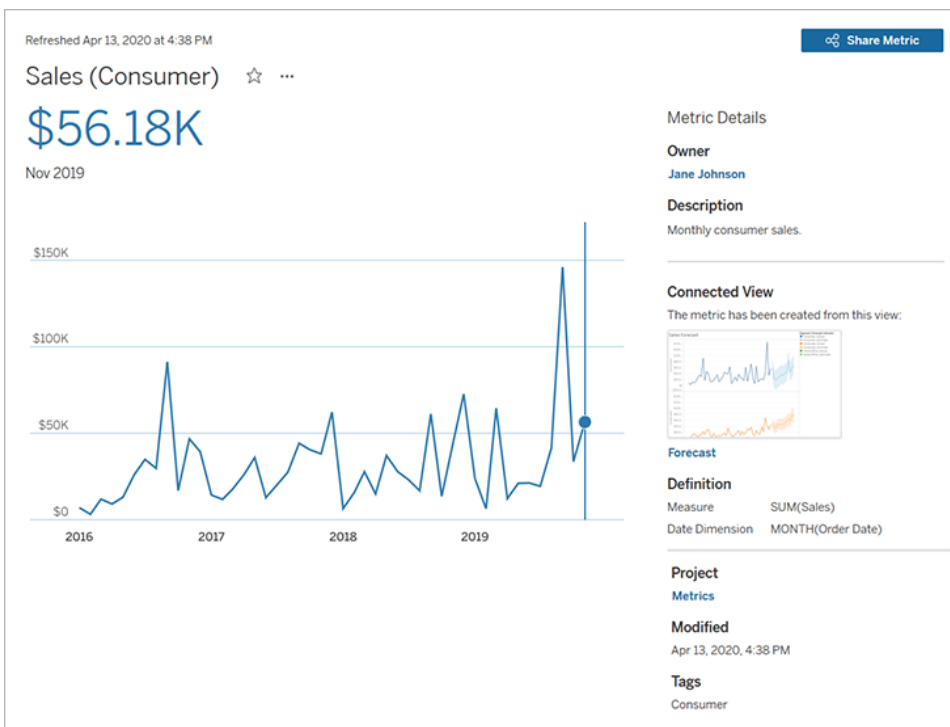 Refreshed Apr 13, 2020 at 4:38 PM
Share Metric
Sales (Consumer)
$56.18K
Nov 2019
$150K
$100K
$50K
$0
2016 2017 2018 2019
Metric Details
Owner
Jane Johnson
Description
Monthly consumer sales.
Connected View
The metric has been created from this view:
Sales Forecast
Forecast
Definition
Measure SUM(Sales)
Date Dimension MONTH(Order Date)
Project
Metrics
Modified
Apr 13, 2020, 4:38 PM
Tags
Consumer